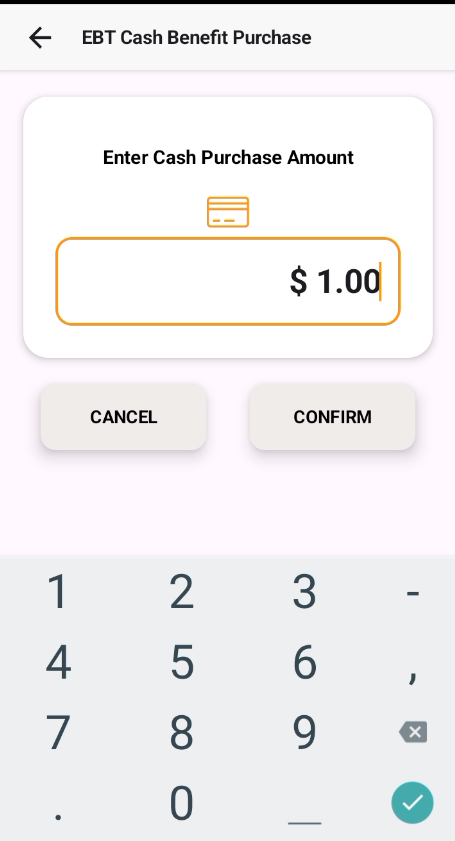 EBT Cash Benefit Purchase
Enter Cash Purchase Amount
$ 1.00
CANCEL CONFIRM
1 2 3 -
4 5 6 ,
7 8 9
. 0 _